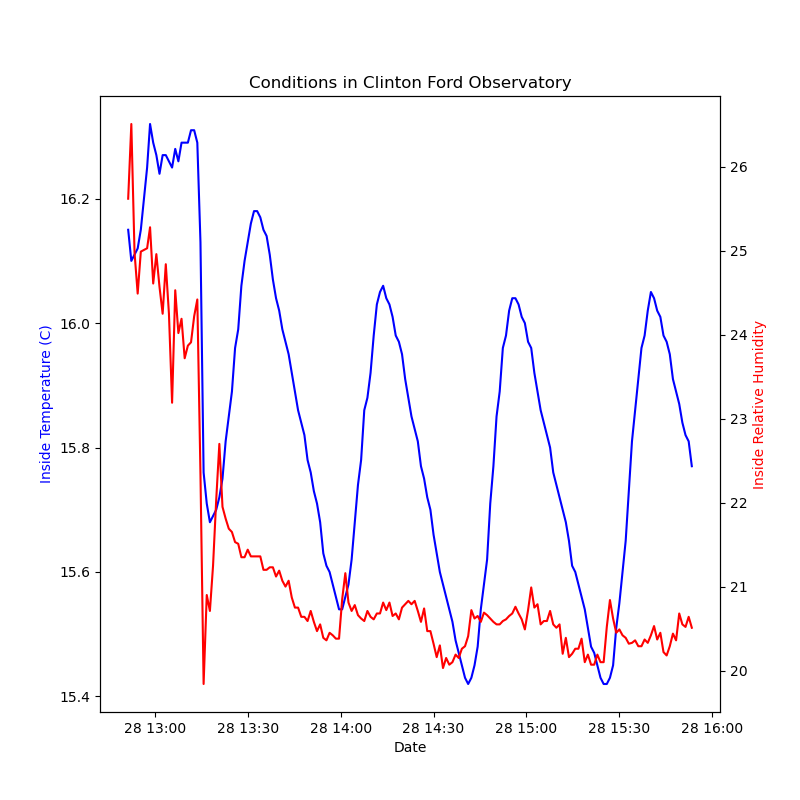 Conditions in Clinton Ford Observatory
Inside Temperature (C)
16.2
16.0
15.8
15.6
15.4
26
25
24
23
22
21
20
Inside Relative Humidity
28 13:00 28 13:30 28 14:00 28 14:30 28 15:00 28 15:30 28 16:00
Date